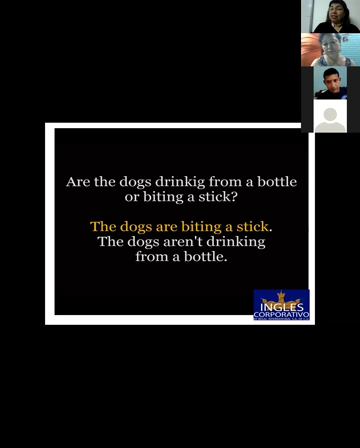 Are the dogs drinkig from a bottle
or biting a stick?
The dogs are biting a stick.
The dogs aren't drinking
from a bottle.
INGLES
CORPORATIVO